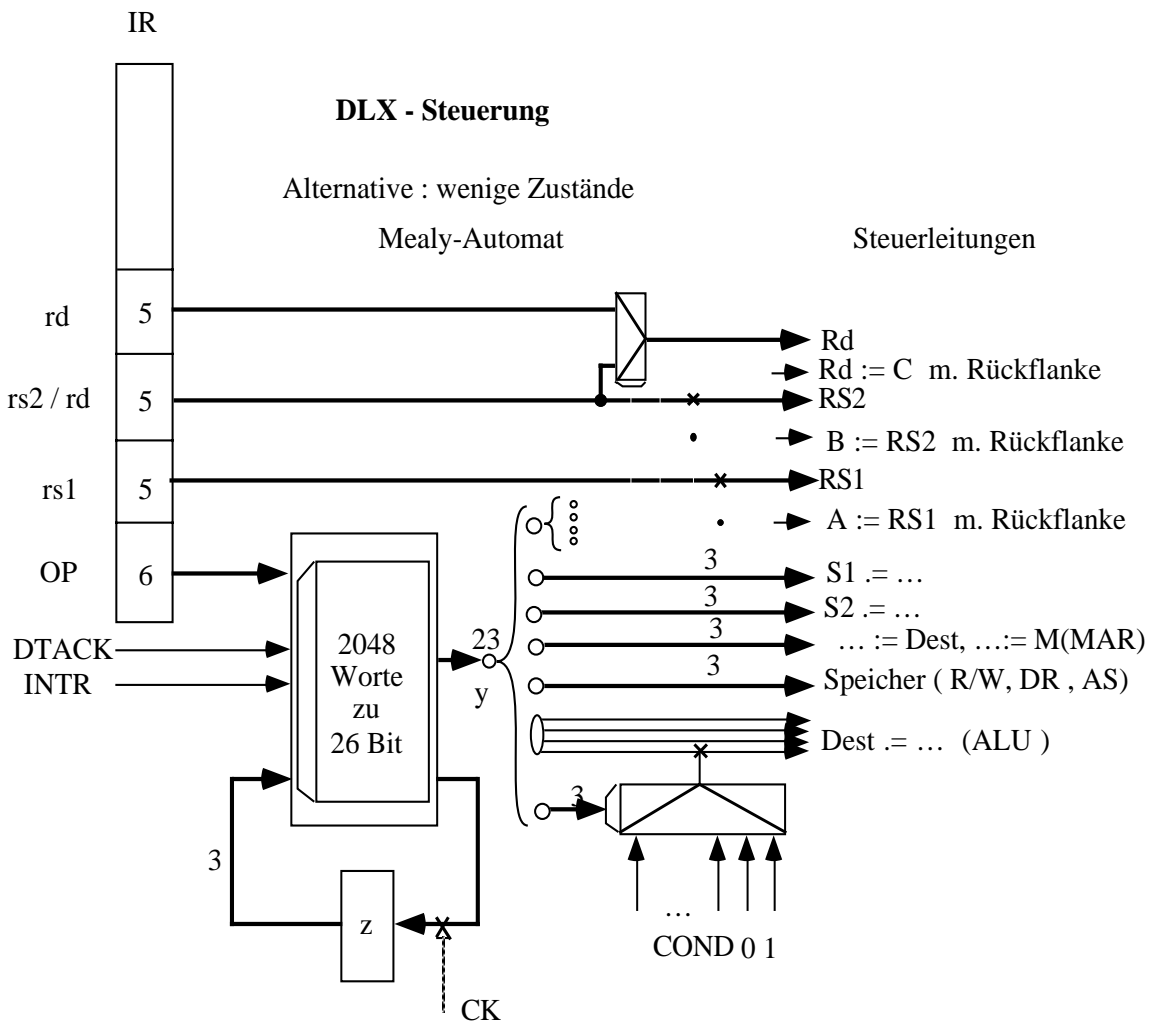 IR
DLX - Steuerung
Alternative : wenige Zustände
Mealy-Automat
Steuerleitungen
rd
5
Rd
Rd := C m. Rückflanke
rs2 / rd
5
RS2
B := RS2 m. Rückflanke
rs1
5
RS1
A := RS1 m. Rückflanke
OP
6
3
S1 .= …
3
S2 .= …
DTACK
2048
Worte
zu
26 Bit
23
y
3
… := Dest, …:= M(MAR)
INTR
3
Speicher ( R/W, DR , AS)
Dest .= … (ALU )
3
3
z
…
COND 0 1
CK